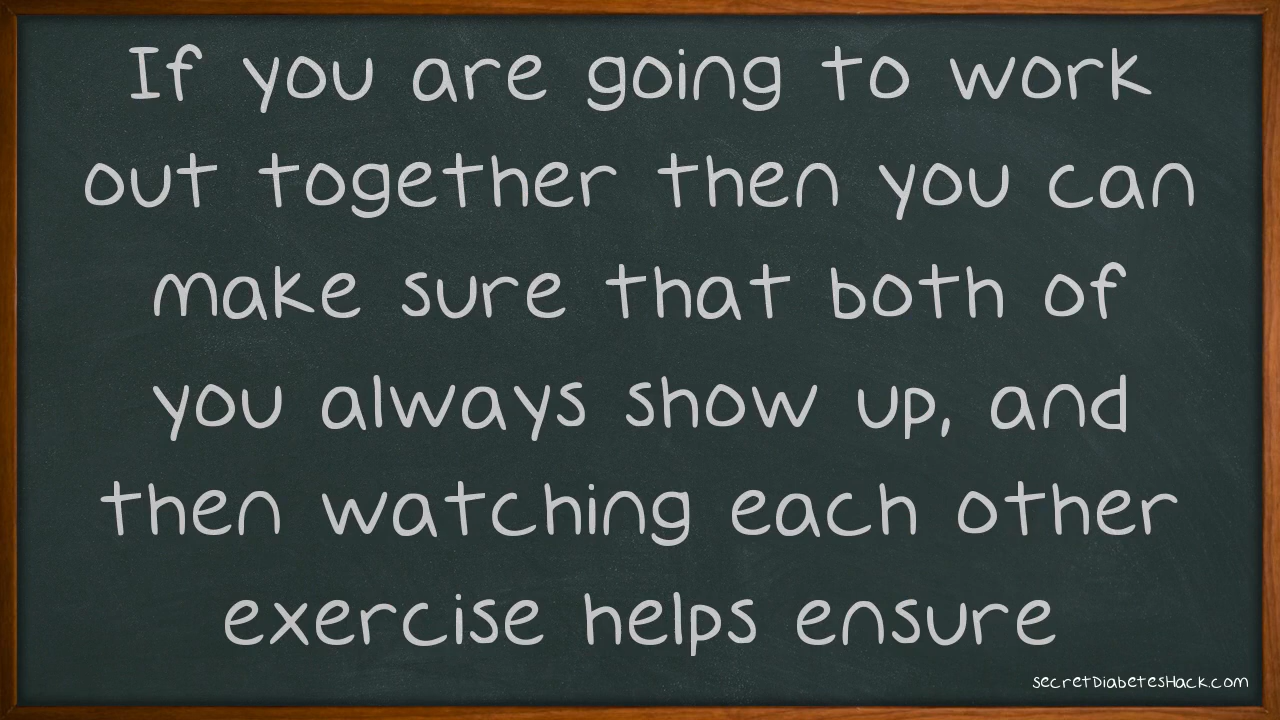 If you are going to work
out together then you can
make sure that both of
you always show up, and
then watching each other
exercise helps ensure
secretDiabetesHack.com